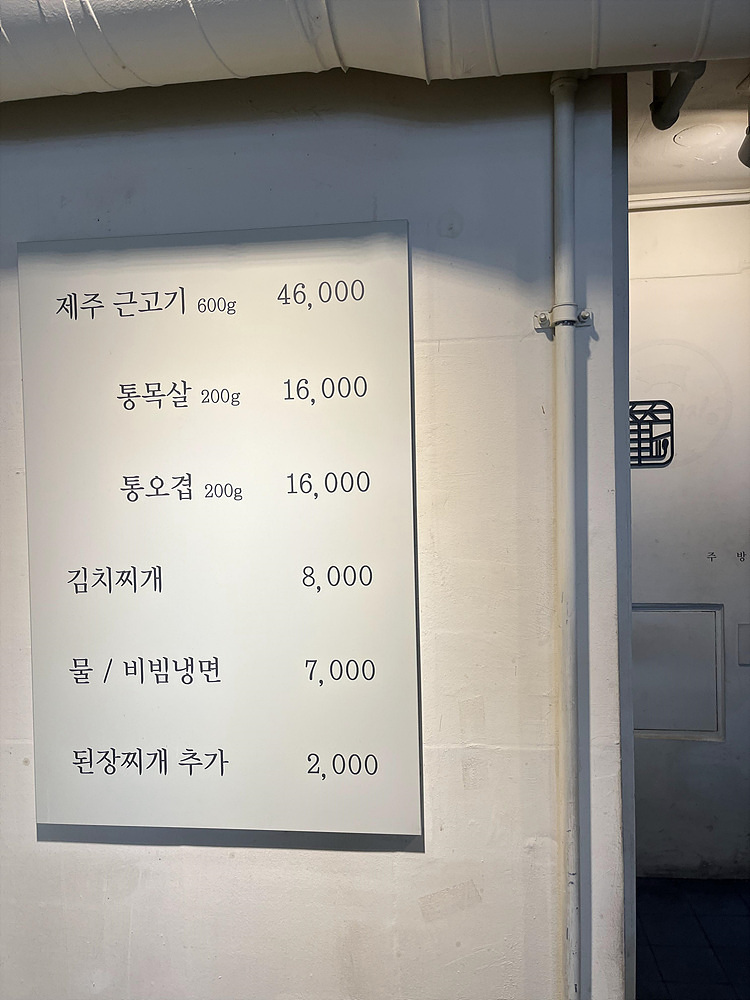 제주 근고기 600g 46,000
통목살 200g 16,000
통오겹 200g 16,000
김치찌개 8,000
물 / 비빔냉면 7,000
된장찌개 추가 2,000
주 방